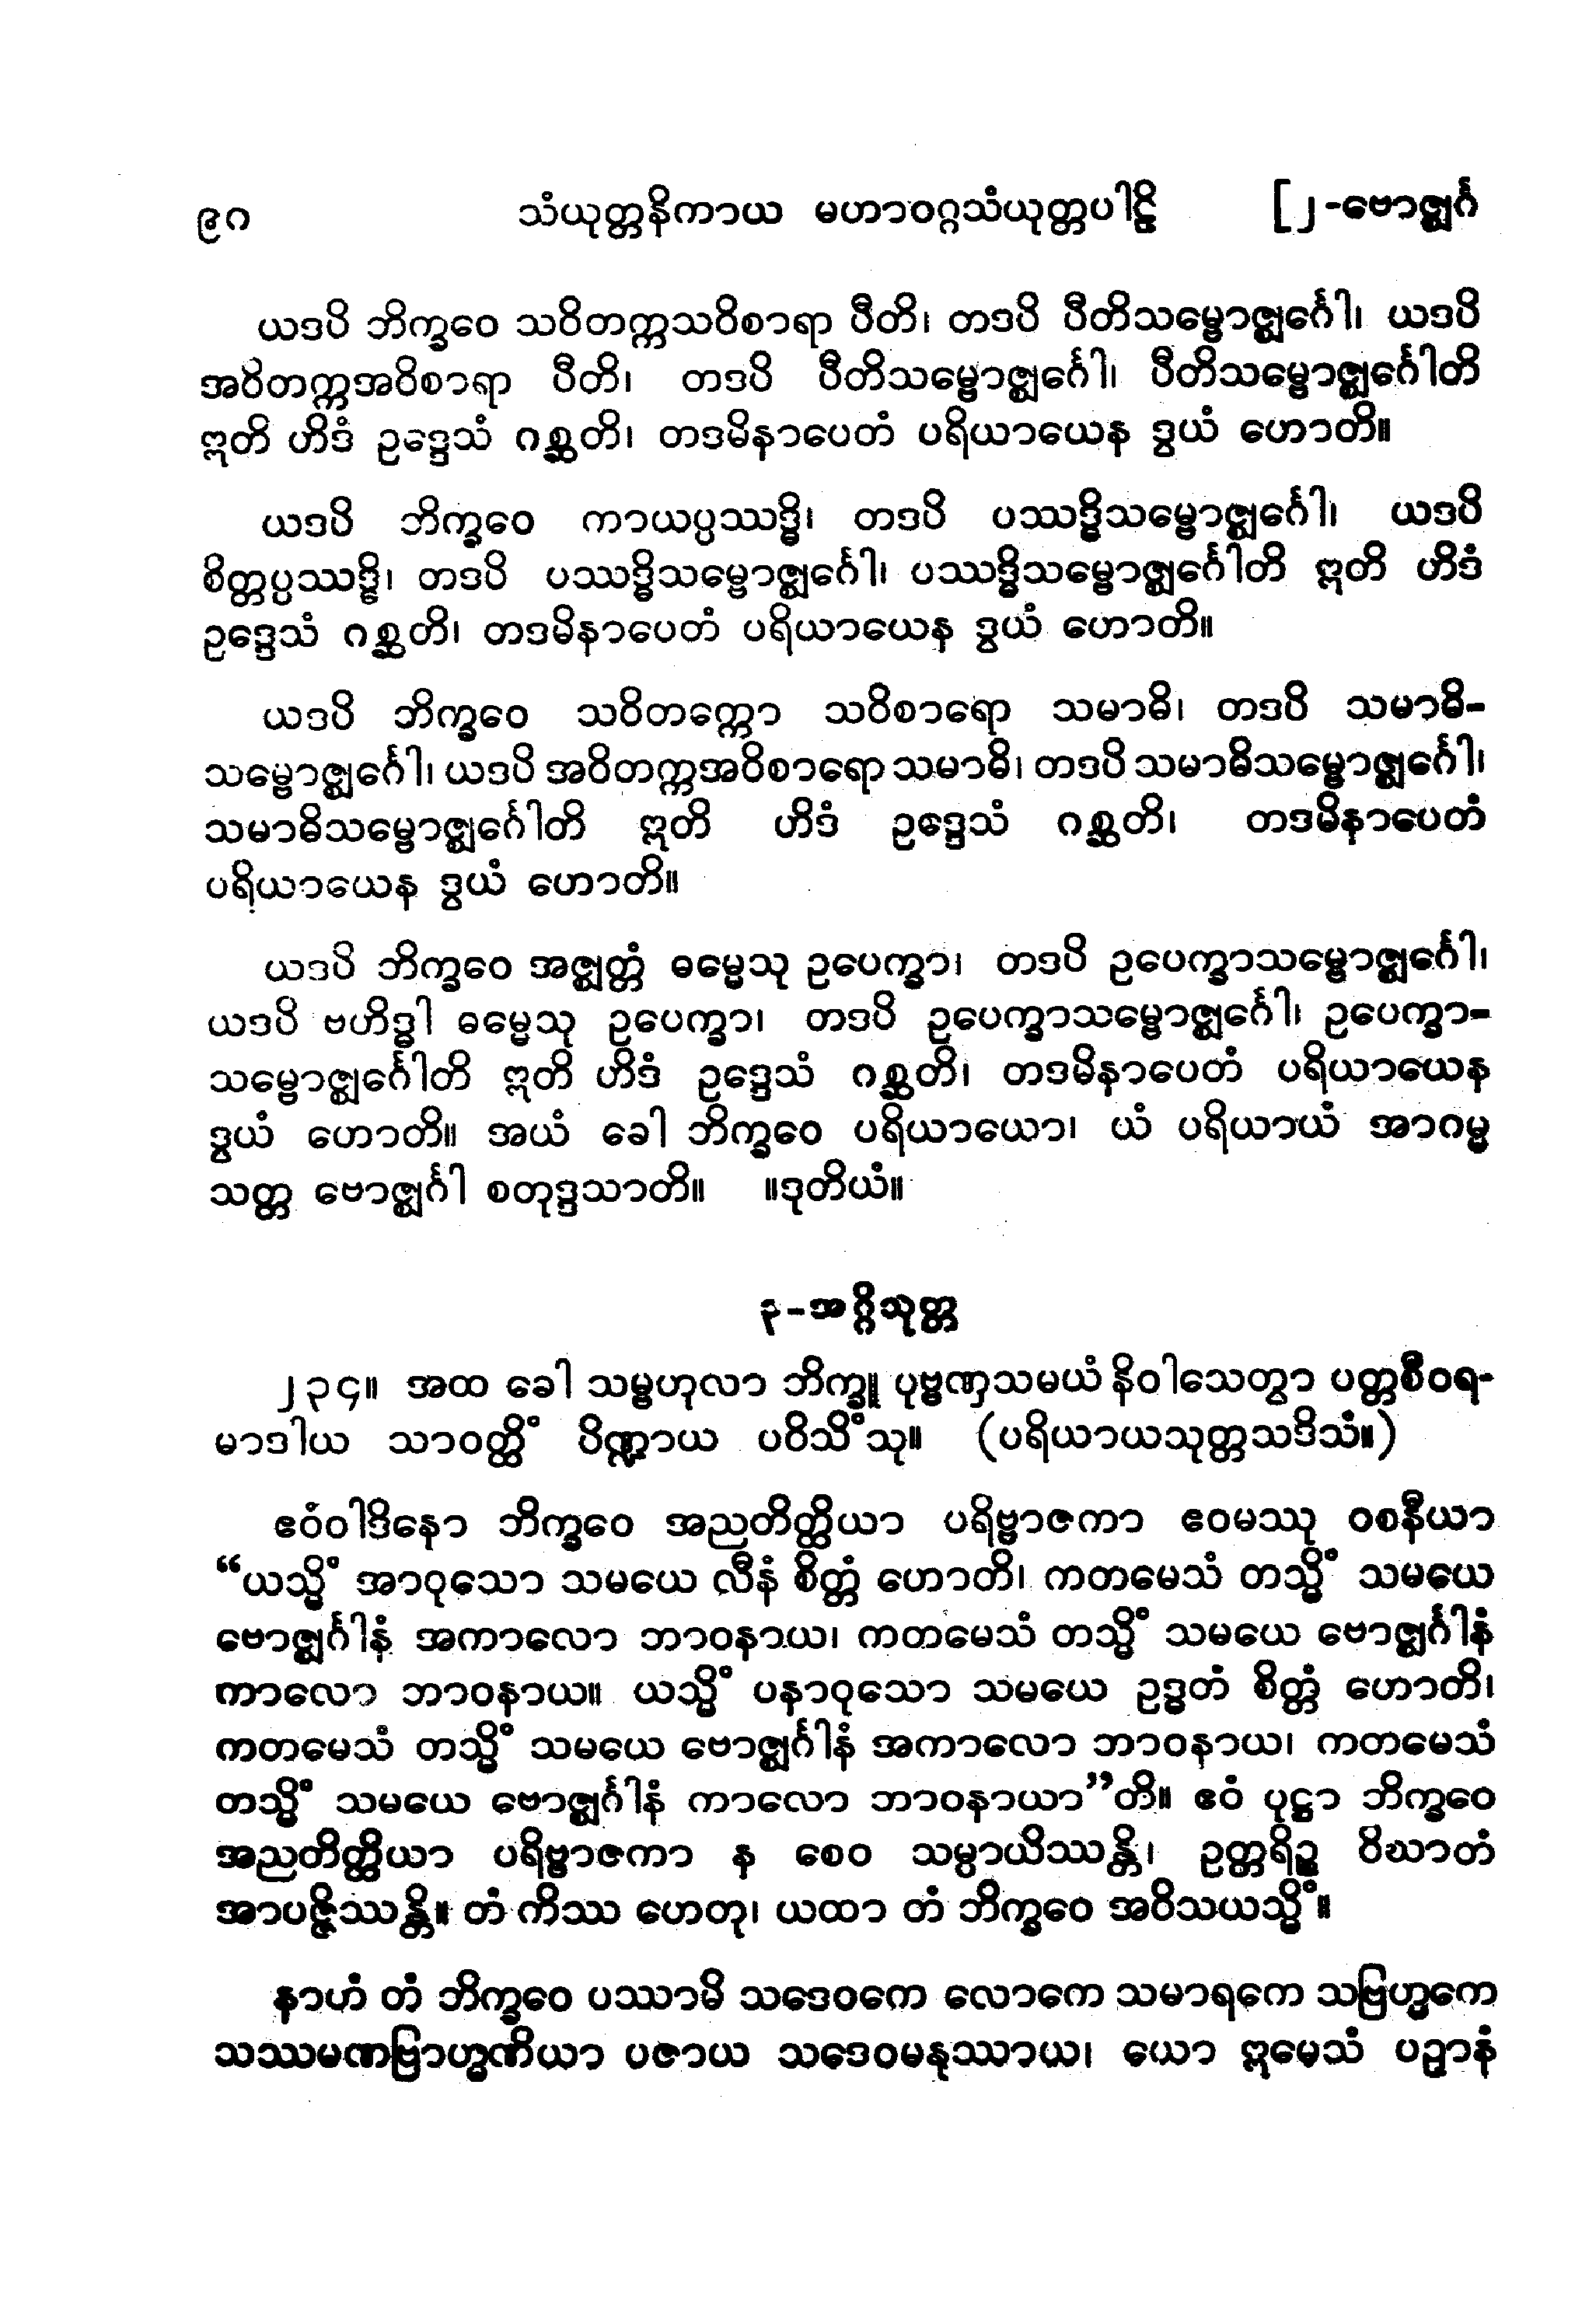 ၉ဂ သံယုတ္တနိကာယ မဟာဝဂ္ဂသံယုတ္တပါဠိ [၂-ဗောဇ္ဈင်္ဂ
ယဒပိ ဘိက္ခဝေ သဝိတက္ကသဝိစာရာ ပီတိ၊ တဒပိ ပီတိသမ္ဗောဇ္ဈင်္ဂေါ၊ ယဒပိ
အဝိတက္ကအဝိစာရာ ပီတိ၊ တဒပိ ပီတိသမ္ဗောဇ္ဈင်္ဂေါ၊ ပီတိသမ္ဗောဇ္ဈင်္ဂေါတိ
ဣတိ ဟိဒံ ဥဒ္ဒေသံ ဂစ္ဆတိ၊ တဒမိနာပေတံ ပရိယာယေန ဒွယံ ဟောတိ။
ယဒပိ ဘိက္ခဝေ ကာယပ္ပဿဒ္ဓိ၊ တဒပိ ပဿဒ္ဓိသမ္ဗောဇ္ဈင်္ဂေါ၊ ယဒပိ
စိတ္တပ္ပဿဒ္ဓိ၊ တဒပိ ပဿဒ္ဓိသမ္ဗောဇ္ဈင်္ဂေါ၊ ပဿဒ္ဓိသမ္ဗောဇ္ဈင်္ဂေါတိ ဣတိ ဟိဒံ
ဥဒ္ဒေသံ ဂစ္ဆတိ၊ တဒမိနာပေတံ ပရိယာယေန ဒွယံ ဟောတိ။
ယဒပိ ဘိက္ခဝေ သဝိတက္ကော သဝိစာရော သမာဓိ၊ တဒပိ သမာဓိ-
သမ္ဗောဇ္ဈင်္ဂေါ၊ ယဒပိ အဝိတက္ကအဝိစာရော သမာဓိ၊ တဒပိ သမာဓိသမ္ဗောဇ္ဈင်္ဂေါ၊
သမာဓိသမ္ဗောဇ္ဈင်္ဂေါတိ ဣတိ ဟိဒံ ဥဒ္ဒေသံ ဂစ္ဆတိ၊ တဒမိနာပေတံ
ပရိယာယေန ဒွယံ ဟောတိ။
ယဒပိ ဘိက္ခဝေ အဇ္ဈတ္တံ ဓမ္မေသု ဥပေက္ခာ၊ တဒပိ ဥပေက္ခာသမ္ဗောဇ္ဈင်္ဂေါ၊
ယဒပိ ဗဟိဒ္ဓါ ဓမ္မေသု ဥပေက္ခာ၊ တဒပိ ဥပေက္ခာသမ္ဗောဇ္ဈင်္ဂေါ၊ ဥပေက္ခာ-
သမ္ဗောဇ္ဈင်္ဂေါတိ ဣတိ ဟိဒံ ဥဒ္ဒေသံ ဂစ္ဆတိ၊ တဒမိနာပေတံ ပရိယာယေန
ဒွယံ ဟောတိ။ အယံ ခေါ ဘိက္ခဝေ ပရိယာယော၊ ယံ ပရိယာယံ အာဂမ္မ
သတ္တ ဗောဇ္ဈင်္ဂါ စတုဒ္ဒသာတိ။ ။ဒုတိယံ။
၃-အဂ္ဂိသုတ္တ
၂၃၄။ အထ ခေါ သမ္ဗဟုလာ ဘိက္ခူ ပုဗ္ဗဏှသမယံ နိဝါသေတွာ ပတ္တစီဝရ-
မာဒါယ သာဝတ္ထိံ ပိဏ္ဍာယ ပဝိသိံသု။ (ပရိယာယသုတ္တသဒိသံ။)
ဧဝံဝါဒိနော ဘိက္ခဝေ အညတိတ္ထိယာ ပရိဗ္ဗာဇကာ ဧဝမဿု ဝစနီယာ
“ယသ္မိံ အာဝုသော သမယေ လီနံ စိတ္တံ ဟောတိ၊ ကတမေသံ တသ္မိံ သမယေ
ဗောဇ္ဈင်္ဂါနံ အကာလော ဘာဝနာယ၊ ကတမေသံ တသ္မိံ သမယေ ဗောဇ္ဈင်္ဂါနံ
ကာလော ဘာဝနာယ။ ယသ္မိံ ပနာဝုသော သမယေ ဥဒ္ဓတံ စိတ္တံ ဟောတိ၊
ကတမေသံ တသ္မိံ သမယေ ဗောဇ္ဈင်္ဂါနံ အကာလော ဘာဝနာယ၊ ကတမေသံ
တသ္မိံ သမယေ ဗောဇ္ဈင်္ဂါနံ ကာလော ဘာဝနာယာ”တိ။ ဧဝံ ပုဋ္ဌာ ဘိက္ခဝေ
အညတိတ္ထိယာ ပရိဗ္ဗာဇကာ န စေဝ သမ္ပာယိဿန္တိ၊ ဥတ္တရိဉ္စ ဝိဃာတံ
အာပဇ္ဇိဿန္တိ။ တံ ကိဿ ဟေတု၊ ယထာ တံ ဘိက္ခဝေ အဝိသယသ္မိံ။
နာဟံ တံ ဘိက္ခဝေ ပဿာမိ သဒေဝကေ လောကေ သမာရကေ သဗြဟ္မကေ
သဿမဏဗြာဟ္မဏိယာ ပဇာယ သဒေဝမနုဿာယ၊ ယော ဣမေသံ ပဉှာနံ